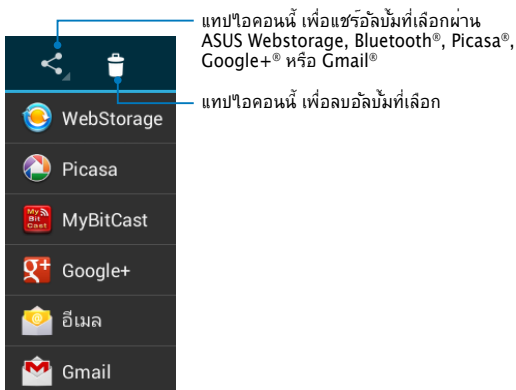 แทปไอคอนนี้ เพื่อแชร์อัลบั้มที่เลือกผ่าน
ASUS Webstorage, Bluetooth®, Picasa®,
Google+® หรือ Gmail®
แทปไอคอนนี้ เพื่อลบอัลบั้มที่เลือก
WebStorage
Picasa
My Bit Cast
MyBitCast
g+
Google+
อีเมล
Gmail